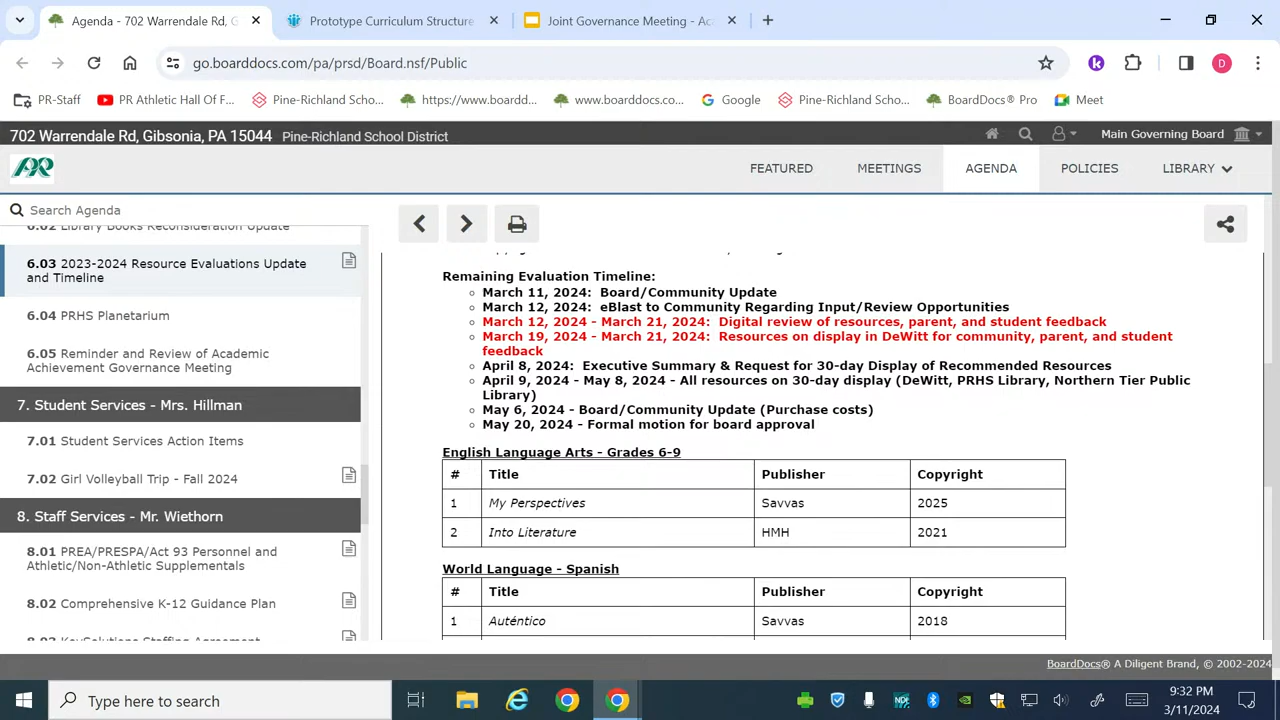 Agenda - 702 Warrendale Rd, G
Prototype Curriculum Structure
Joint Governance Meeting - Ac
go.boarddocs.com/pa/prsd/Board.nsf/Public
D
PR-Staff
PR Athletic Hall Of F...
Pine-Richland Scho...
https://www.boardd...
www.boarddocs.co...
Google
Pine-Richland Scho...
BoardDocs® Pro
Meet
702 Warrendale Rd, Gibsonia, PA 15044 Pine-Richland School District
Main Governing Board
PR
FEATURED
MEETINGS
AGENDA
POLICIES
LIBRARY
Search Agenda
6.02 Library Books Reconsideration Update
6.03 2023-2024 Resource Evaluations Update
and Timeline
6.04 PRHS Planetarium
6.05 Reminder and Review of Academic
Achievement Governance Meeting
7. Student Services - Mrs. Hillman
7.01 Student Services Action Items
7.02 Girl Volleyball Trip - Fall 2024
8. Staff Services - Mr. Wiethorn
8.01 PREA/PRESPA/Act 93 Personnel and
Athletic/Non-Athletic Supplementals
8.02 Comprehensive K-12 Guidance Plan
8.03 KeySolutions Staffing Agreement
Remaining Evaluation Timeline:
March 11, 2024: Board/Community Update
March 12, 2024: eBlast to Community Regarding Input/Review Opportunities
March 12, 2024 - March 21, 2024: Digital review of resources, parent, and student feedback
March 19, 2024 - March 21, 2024: Resources on display in DeWitt for community, parent, and student
feedback
April 8, 2024: Executive Summary & Request for 30-day Display of Recommended Resources
April 9, 2024 - May 8, 2024 - All resources on 30-day display (DeWitt, PRHS Library, Northern Tier Public
Library)
May 6, 2024 - Board/Community Update (Purchase costs)
May 20, 2024 - Formal motion for board approval
English Language Arts - Grades 6-9
# Title Publisher Copyright
1 My Perspectives Savvas 2025
2 Into Literature HMH 2021
World Language - Spanish
# Title Publisher Copyright
1 Auténtico Savvas 2018
BoardDocs® A Diligent Brand, © 2002-2024
Type here to search
9:32 PM
3/11/2024